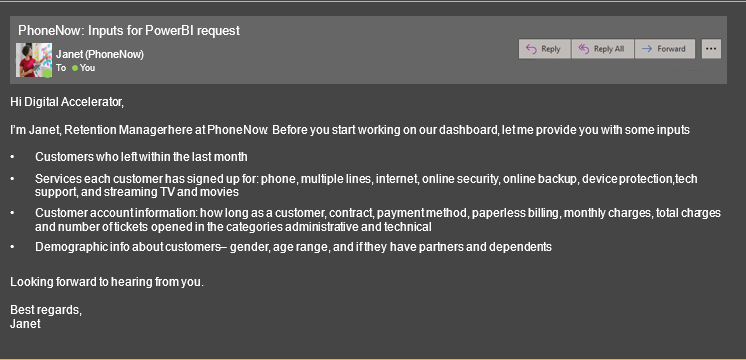 PhoneNow: Inputs for PowerBI request
Janet (PhoneNow)
To You
Reply
Reply All
Forward
...
Hi Digital Accelerator,
I'm Janet, Retention Manager here at PhoneNow. Before you start working on our dashboard, let me provide you with some inputs
• Customers who left within the last month
• Services each customer has signed up for: phone, multiple lines, internet, online security, online backup, device protection,tech
support, and streaming TV and movies
• Customer account information: how long as a customer, contract, payment method, paperless billing, monthly charges, total charges
and number of tickets opened in the categories administrative and technical
• Demographic info about customers– gender, age range, and if they have partners and dependents
Looking forward to hearing from you.
Best regards,
Janet